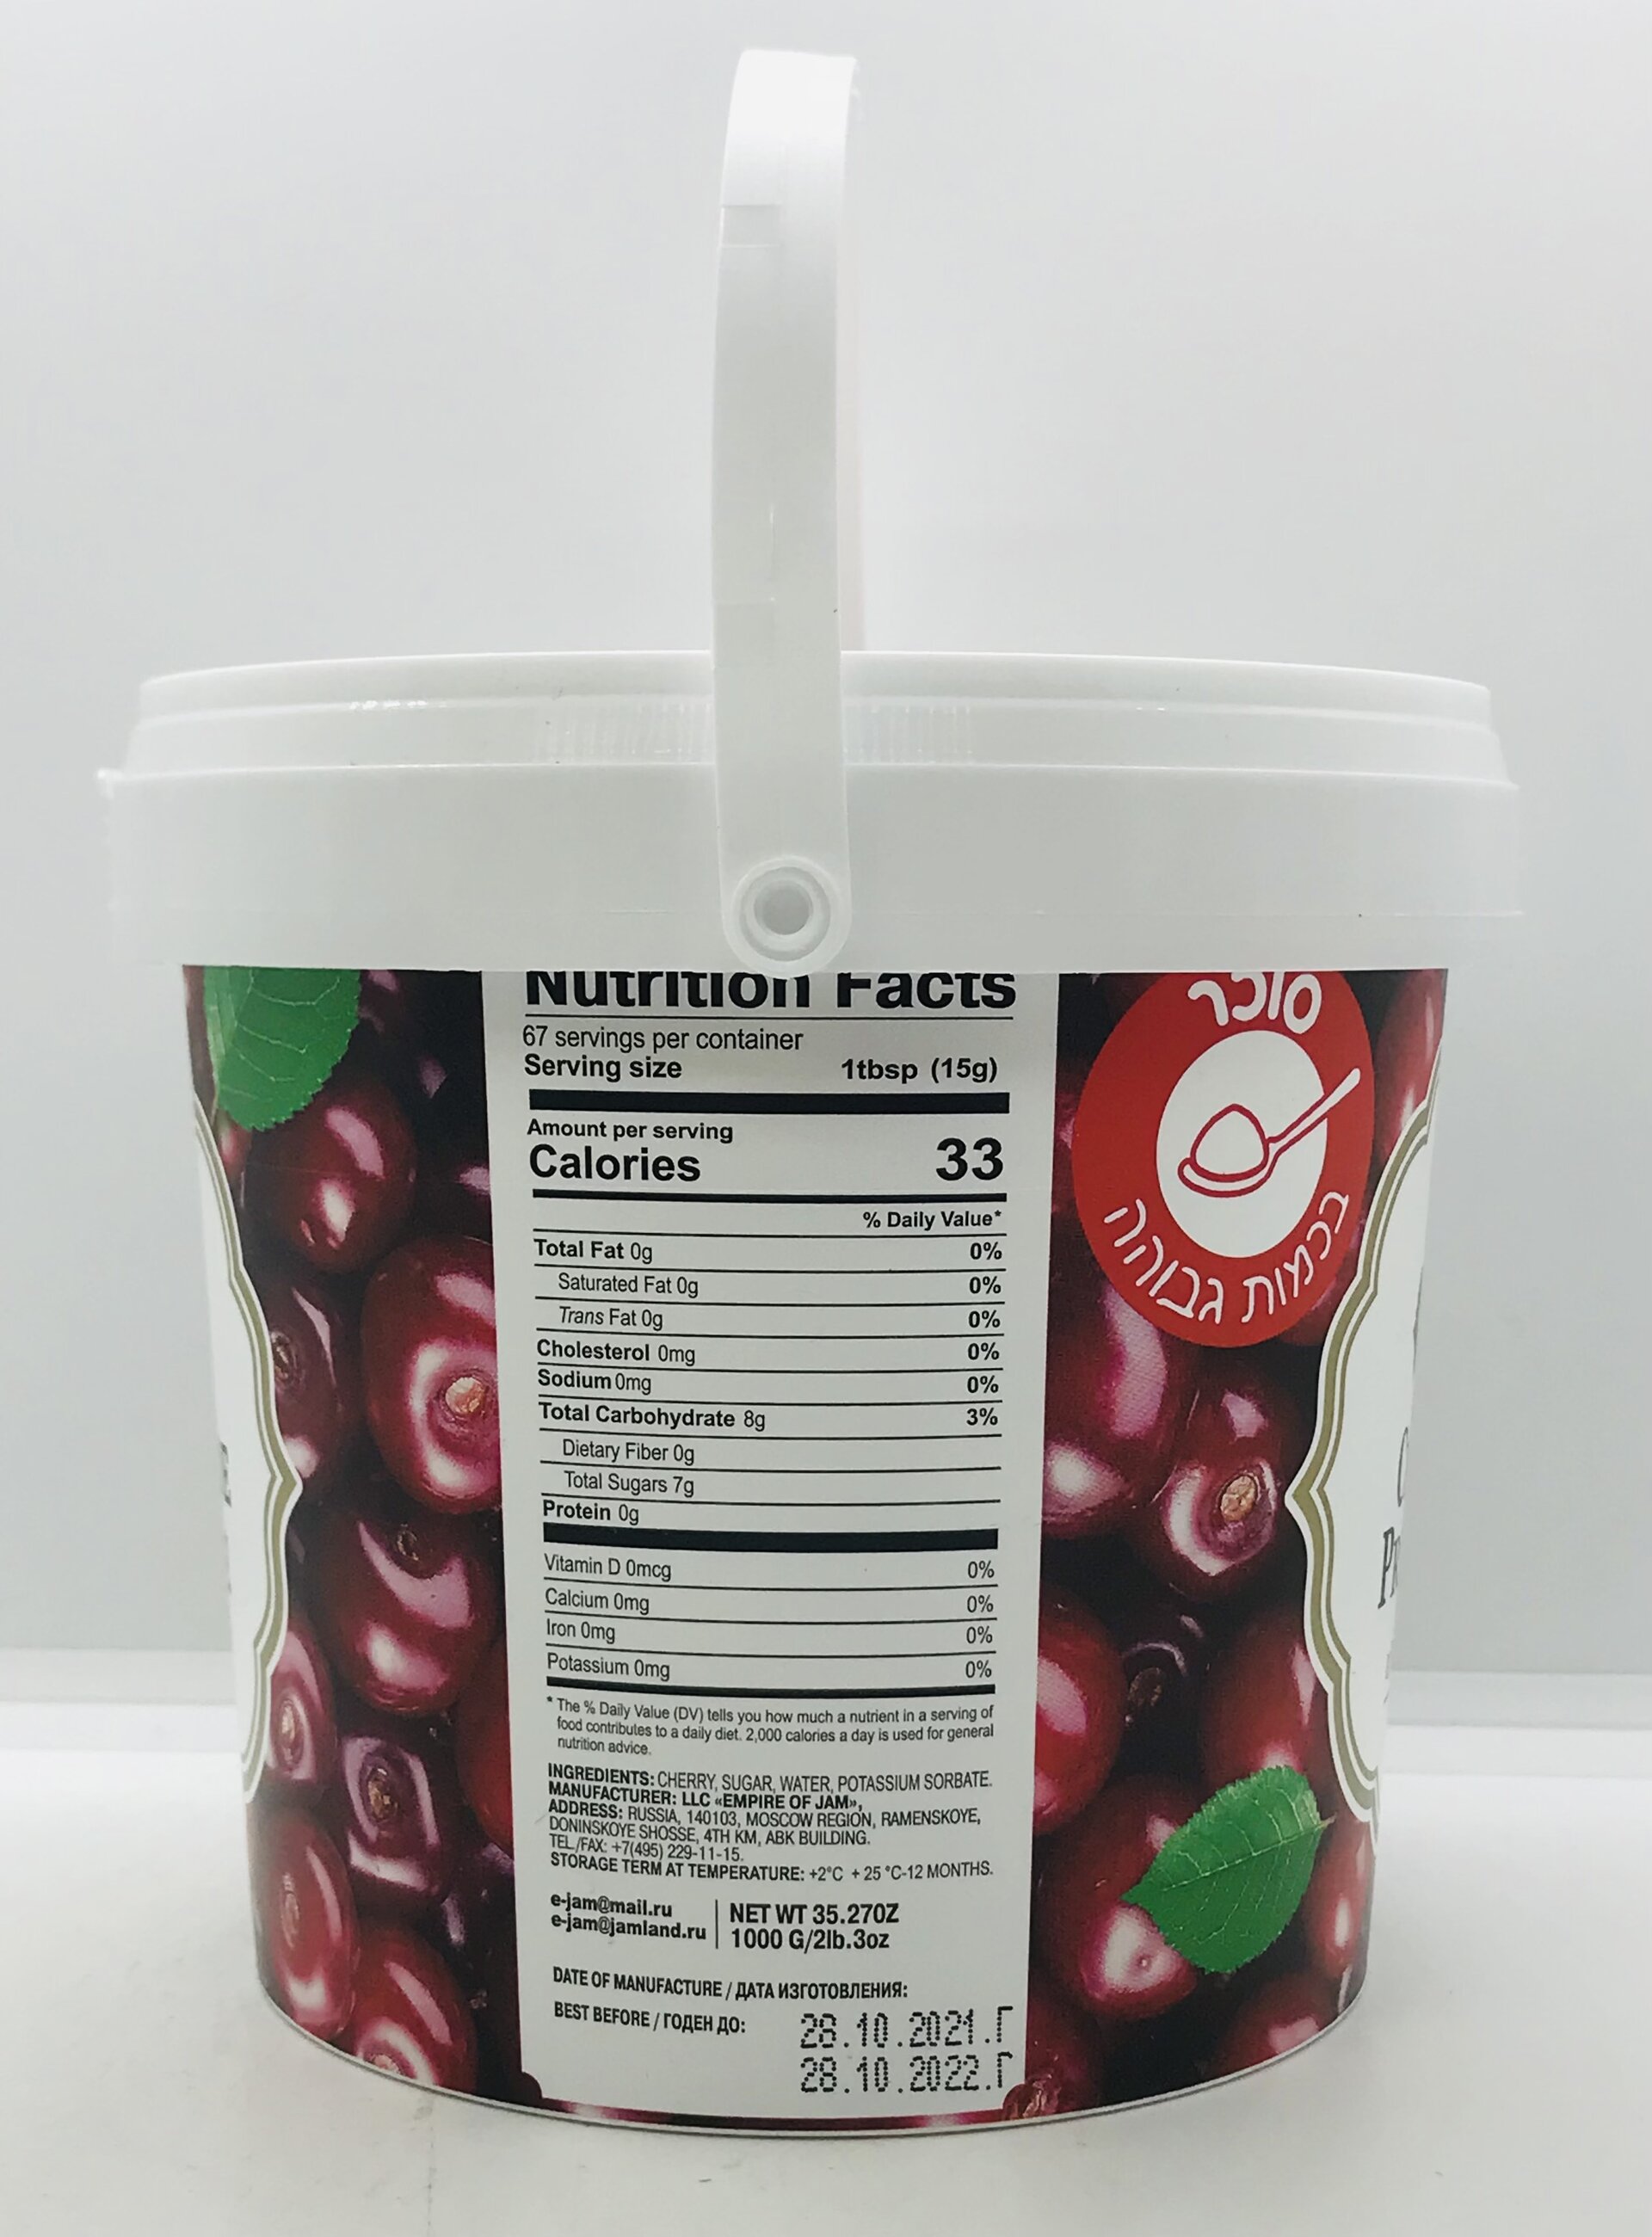 Nutrition Facts
67 servings per container
Serving size 1tbsp (15g)
Amount per serving
Calories 33
% Daily Value*
Total Fat 0g 0%
Saturated Fat 0g 0%
Trans Fat 0g 0%
Cholesterol 0mg 0%
Sodium 0mg 0%
Total Carbohydrate 8g 3%
Dietary Fiber 0g
Total Sugars 7g
Protein 0g
Vitamin D 0mcg 0%
Calcium 0mg 0%
Iron 0mg 0%
Potassium 0mg 0%
* The % Daily Value (DV) tells you how much a nutrient in a serving of
food contributes to a daily diet. 2,000 calories a day is used for general
nutrition advice.
INGREDIENTS: CHERRY, SUGAR, WATER, POTASSIUM SORBATE.
MANUFACTURER: LLC «EMPIRE OF JAM»,
ADDRESS: RUSSIA, 140103, MOSCOW REGION, RAMENSKOYE,
DONINSKOYE SHOSSE, 4TH KM, ABK BUILDING.
TEL/FAX: +7(495) 229-11-15.
STORAGE TERM AT TEMPERATURE: +2°C + 25 °C-12 MONTHS.
e-jam@mail.ru
e-jam@jamland.ru
NET WT 35.27OZ
1000 G/2lb.3oz
DATE OF MANUFACTURE / ДАТА ИЗГОТОВЛЕНИЯ:
BEST BEFORE / ГОДЕН ДО:
28.10.2021.Г
28.10.2022.Г
סוכר
בכמות גבוהה